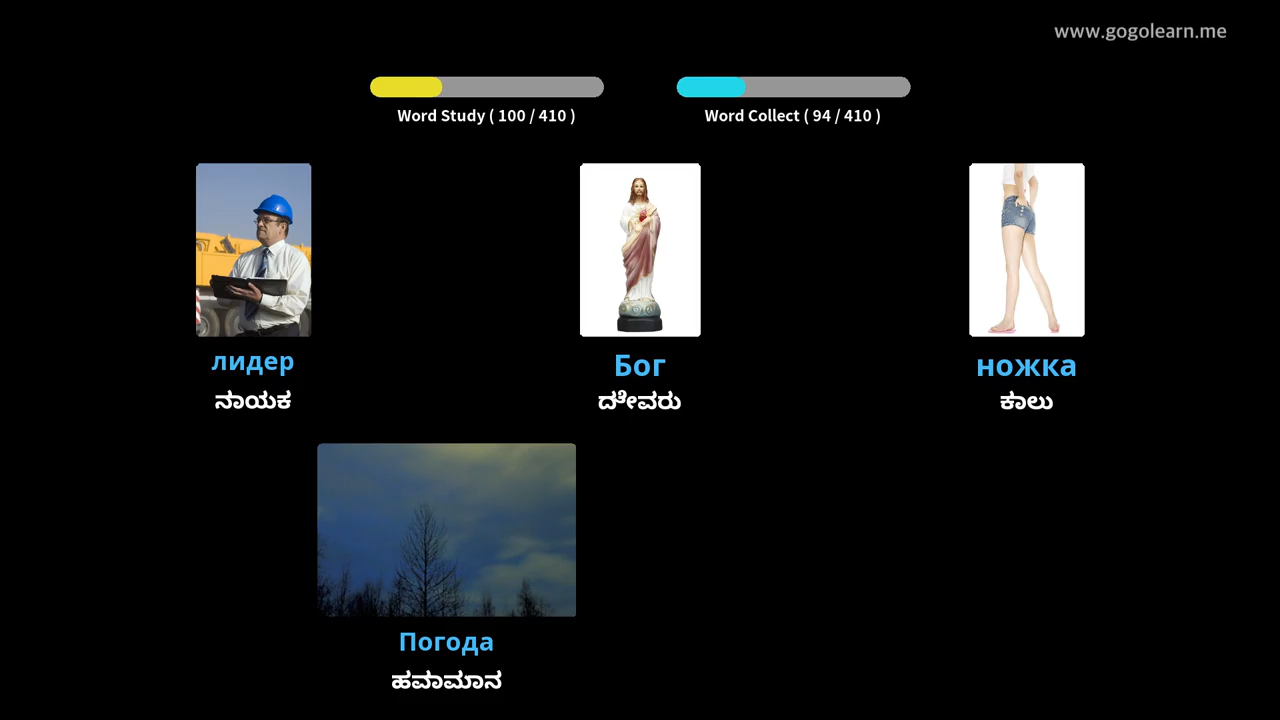 www.gogolearn.me
Word Study ( 100 / 410 )
Word Collect ( 94 / 410 )
лидер
ನಾಯಕ
Бог
ದೇವರು
ножка
ಕಾಲು
Погода
ಹವಾಮಾನ